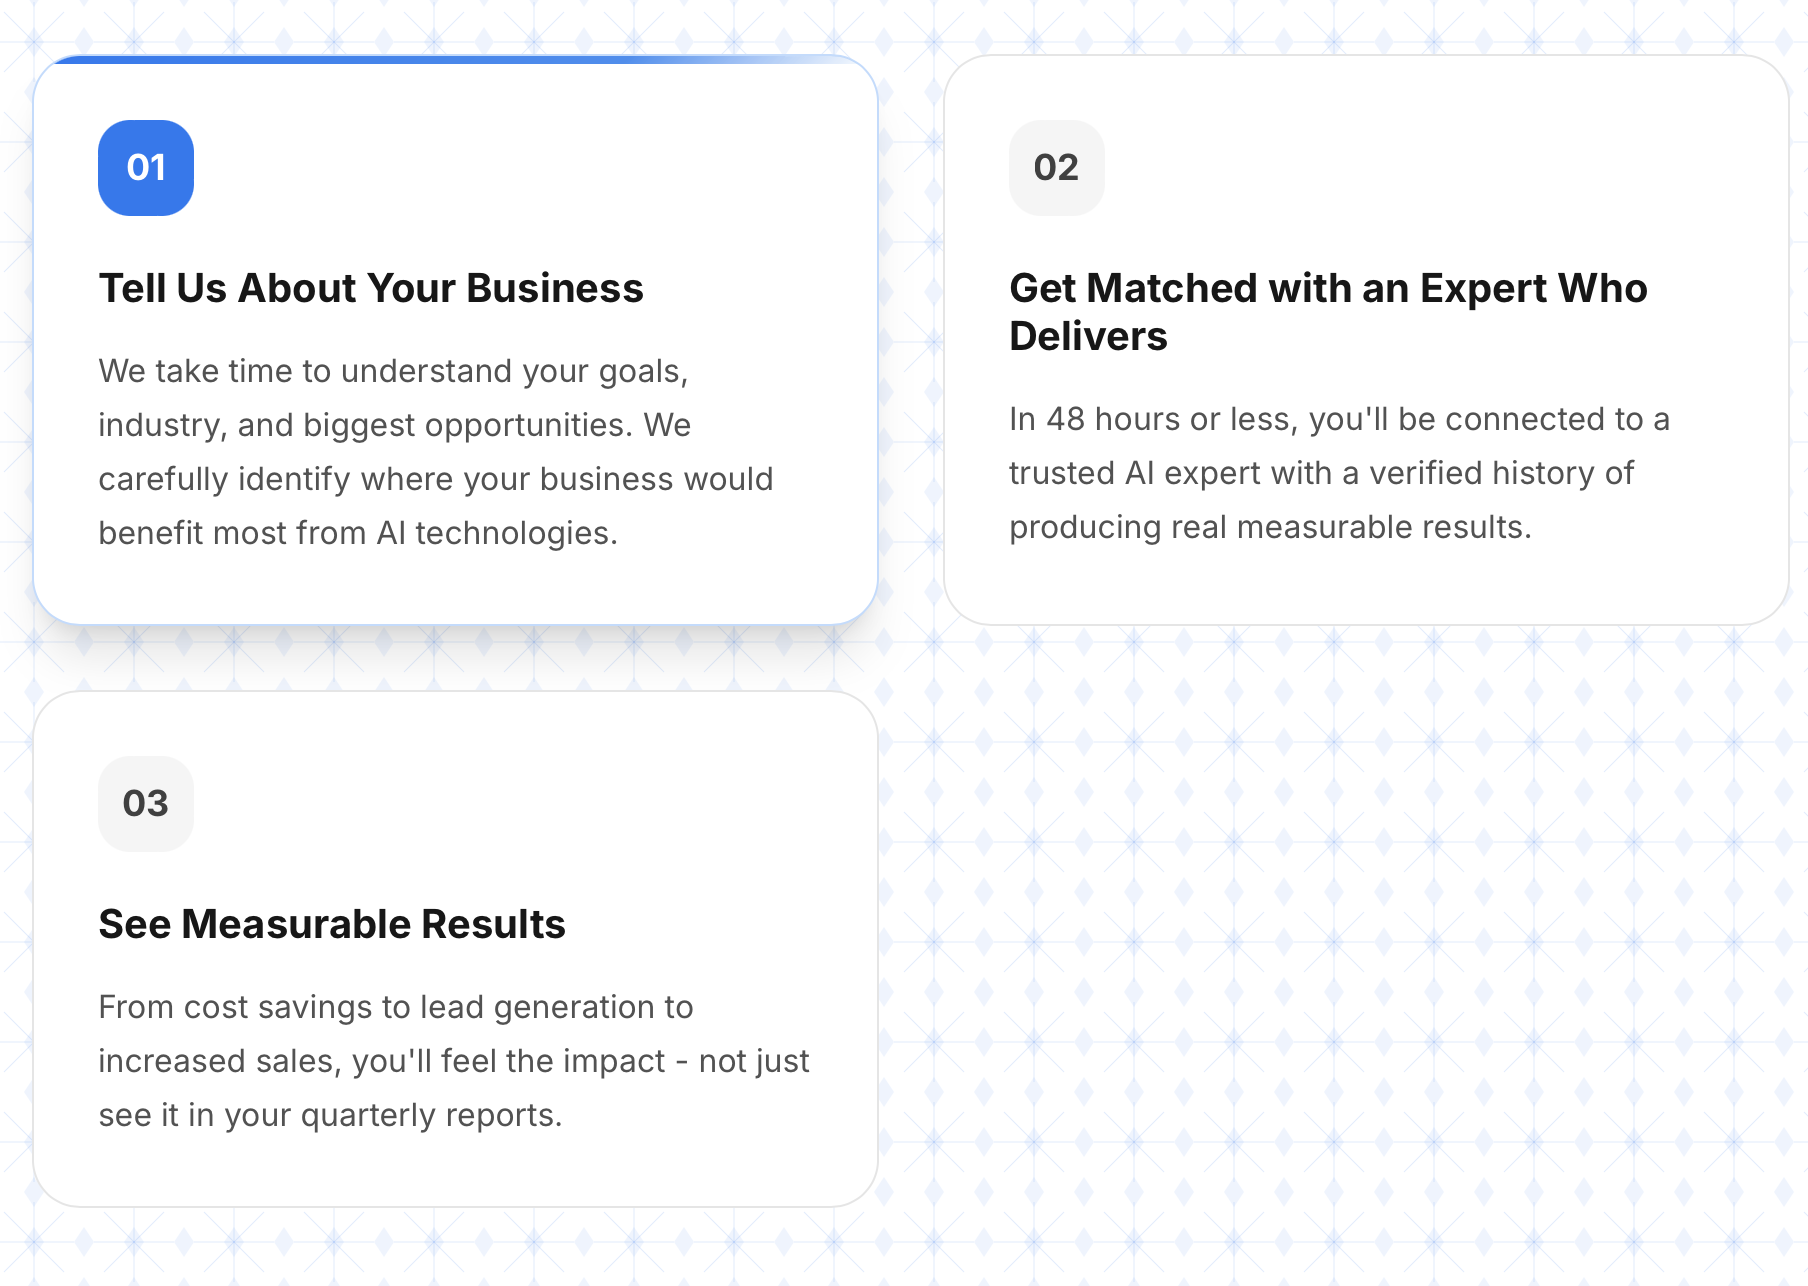 01
Tell Us About Your Business
We take time to understand your goals,
industry, and biggest opportunities. We
carefully identify where your business would
benefit most from AI technologies.
02
Get Matched with an Expert Who
Delivers
In 48 hours or less, you'll be connected to a
trusted AI expert with a verified history of
producing real measurable results.
03
See Measurable Results
From cost savings to lead generation to
increased sales, you'll feel the impact - not just
see it in your quarterly reports.